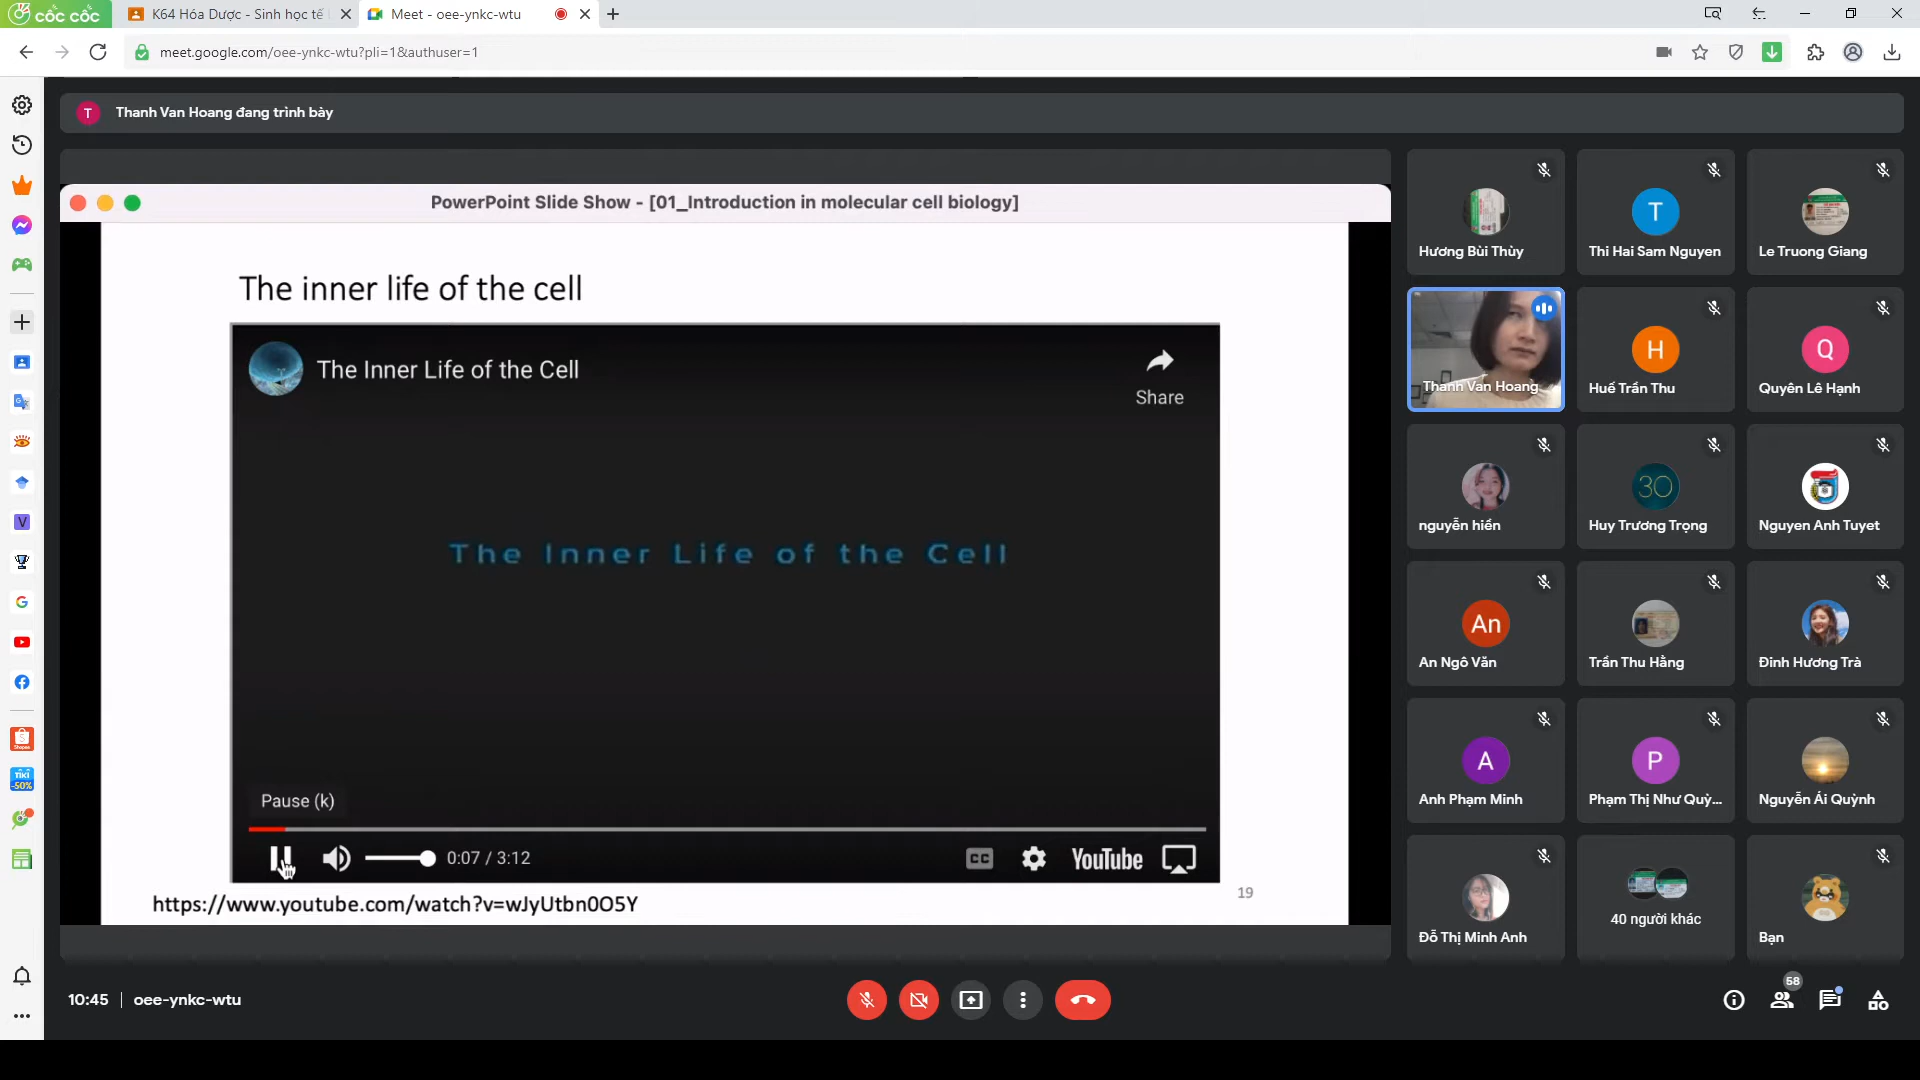 cốc cốc
K64 Hóa Dược - Sinh học tế
Meet - oee-ynkc-wtu
meet.google.com/oee-ynkc-wtu?pli=1&authuser=1
T
Thanh Van Hoang đang trình bày
PowerPoint Slide Show - [01_Introduction in molecular cell biology]
The inner life of the cell
The Inner Life of the Cell
Share
The Inner Life of the Cell
Pause (k)
0:07 / 3:12
CC
YouTube
https://www.youtube.com/watch?v=wJyUtbn0O5Y
19
Hương Bùi Thùy
T
Thi Hai Sam Nguyen
Le Truong Giang
Thanh Van Hoang
H
Huế Trần Thu
Q
Quyên Lê Hạnh
nguyễn hiền
30
Huy Trương Trọng
Nguyen Anh Tuyet
An
An Ngô Văn
Trần Thu Hằng
Đinh Hương Trà
A
Anh Phạm Minh
P
Phạm Thị Như Quỳ...
Nguyễn Ái Quỳnh
Đỗ Thị Minh Anh
40 người khác
Bạn
V
G
Shopee
TIKI
-50%
10:45
oee-ynkc-wtu
58